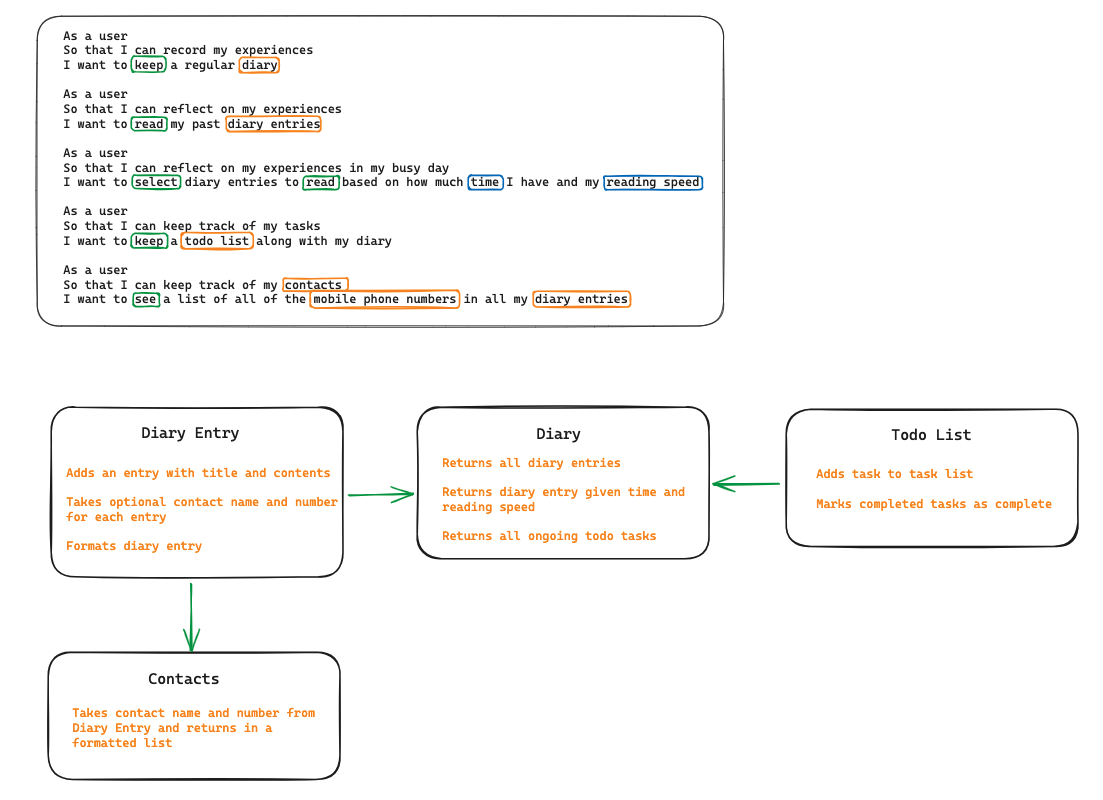 As a user
So that I can record my experiences
I want to keep a regular diary
As a user
So that I can reflect on my experiences
I want to read my past diary entries
As a user
So that I can reflect on my experiences in my busy day
I want to select diary entries to read based on how much time I have and my reading speed
As a user
So that I can keep track of my tasks
I want to keep a todo list along with my diary
As a user
So that I can keep track of my contacts
I want to see a list of all of the mobile phone numbers in all my diary entries
Diary Entry
Adds an entry with title and contents
Takes optional contact name and number
for each entry
Formats diary entry
Diary
Returns all diary entries
Returns diary entry given time and
reading speed
Returns all ongoing todo tasks
Todo List
Adds task to task list
Marks completed tasks as complete
Contacts
Takes contact name and number from
Diary Entry and returns in a
formatted list